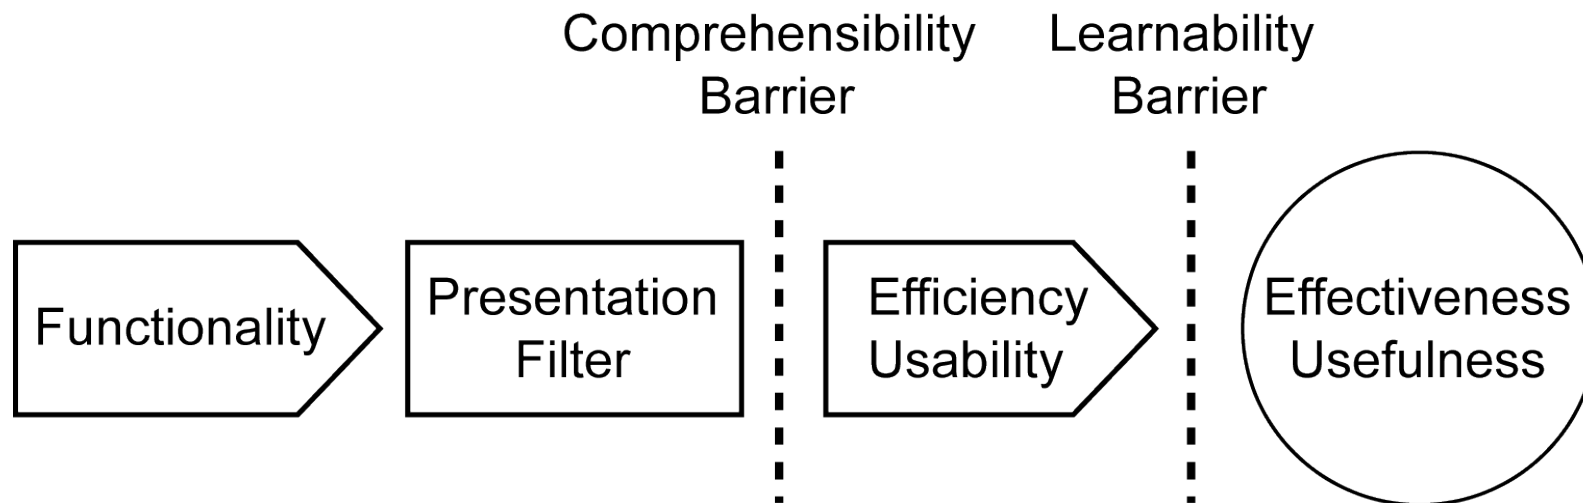 Comprehensibility
Barrier
Learnability
Barrier
Functionality
Presentation
Filter
Efficiency
Usability
Effectiveness
Usefulness